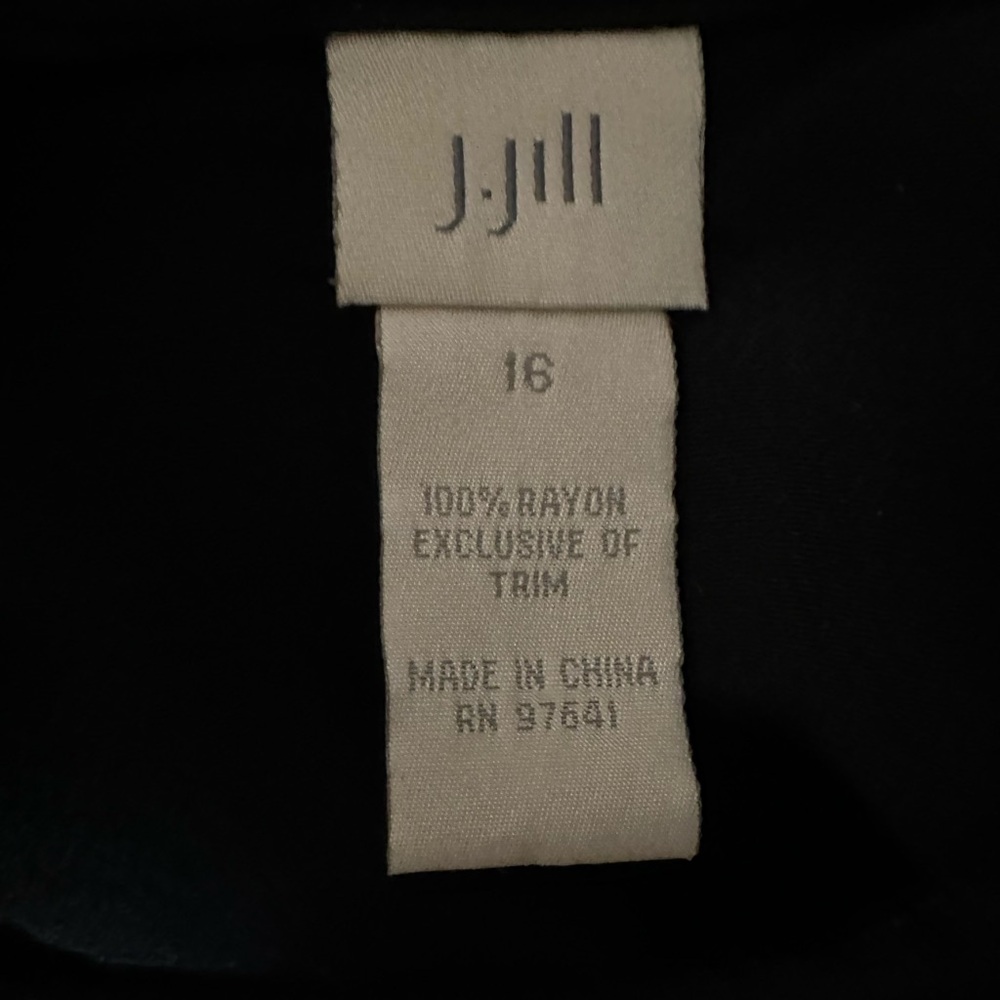 J.Jill
16
100% RAYON
EXCLUSIVE OF
TRIM
MADE IN CHINA
RN 97641